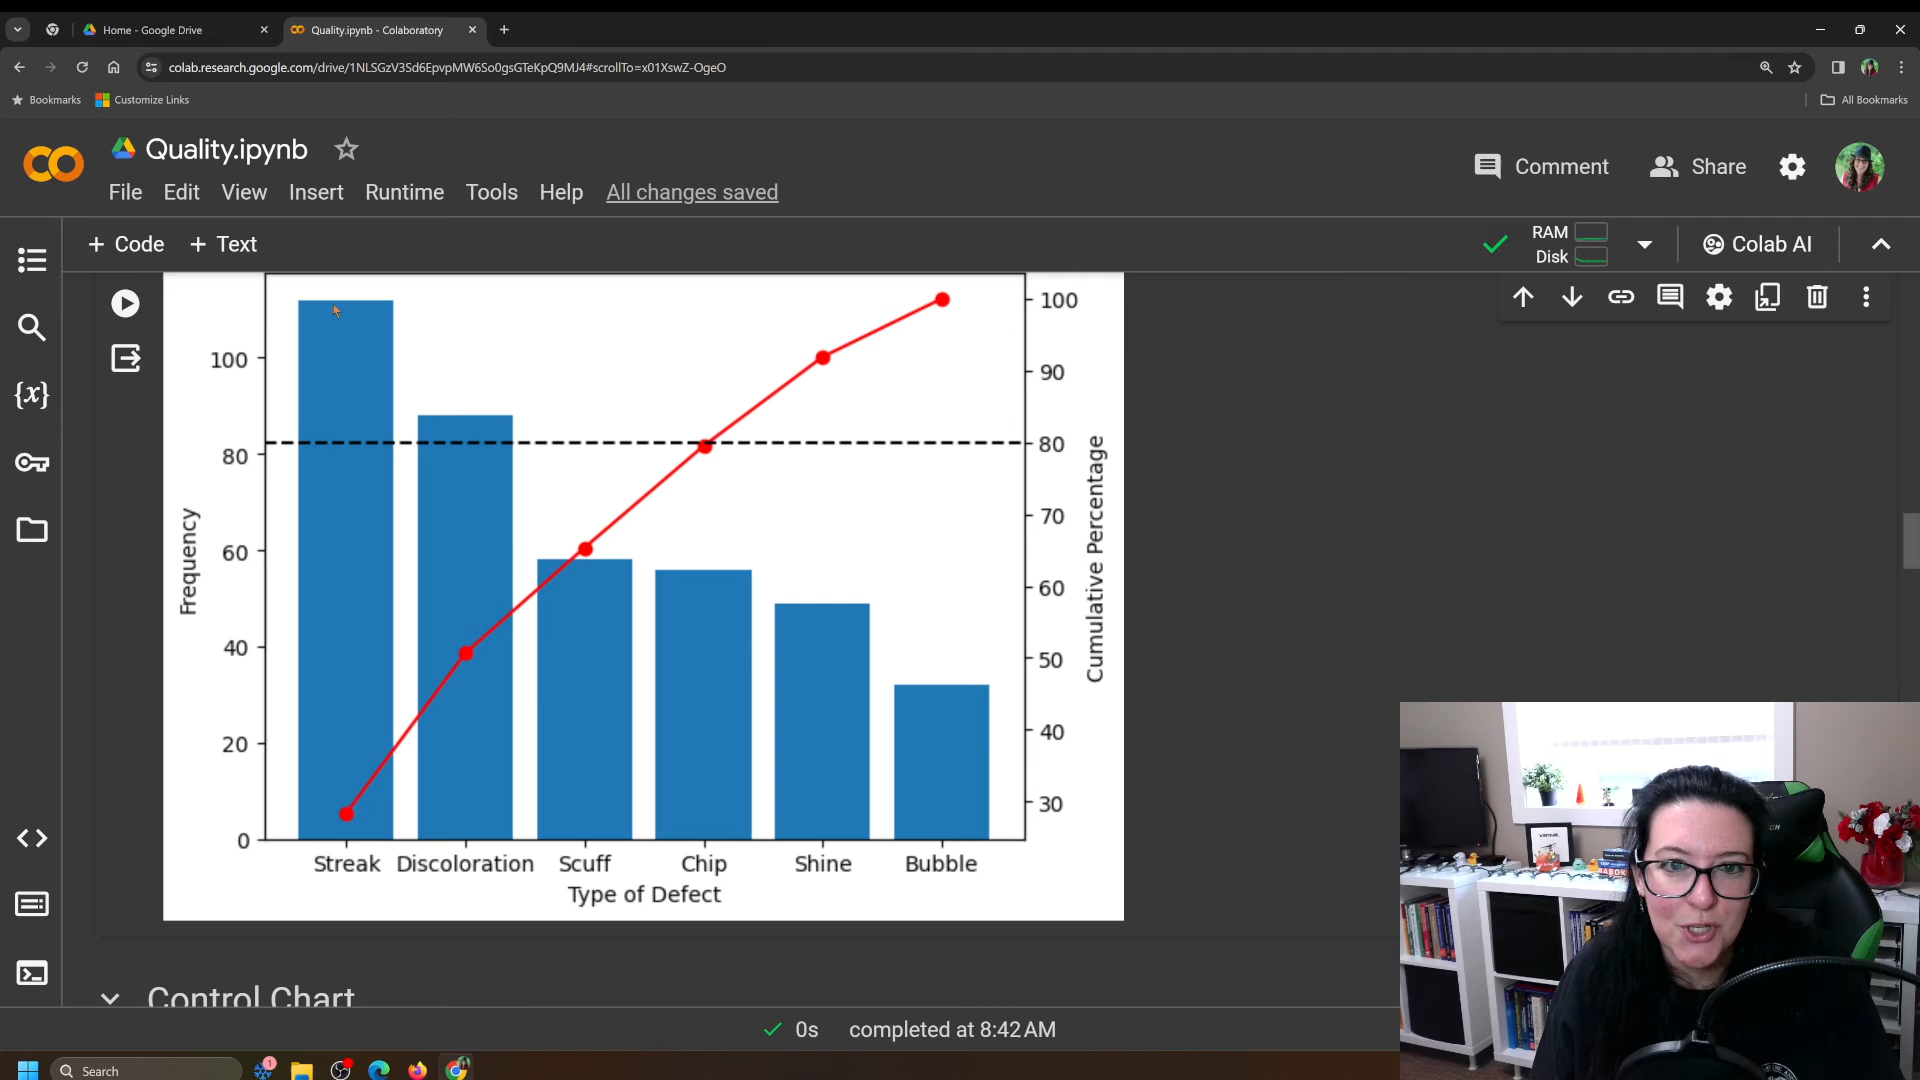 Home - Google Drive
Quality.ipynb - Colaboratory
colab.research.google.com/drive/1NLSGzV3Sd6EpvpMW6So0gsGTeKpQ9MJ4#scrollTo=x01XswZ-OgeO
Bookmarks
Customize Links
All Bookmarks
Quality.ipynb
Comment
Share
File Edit View Insert Runtime Tools Help All changes saved
+ Code + Text
RAM
Disk
Colab AI
{x}
100
80
60
40
20
0
Frequency
100
90
80
70
60
50
40
30
Cumulative Percentage
Streak Discoloration Scuff Chip Shine Bubble
Type of Defect
Control Chart
0s completed at 8:42 AM
Search
1